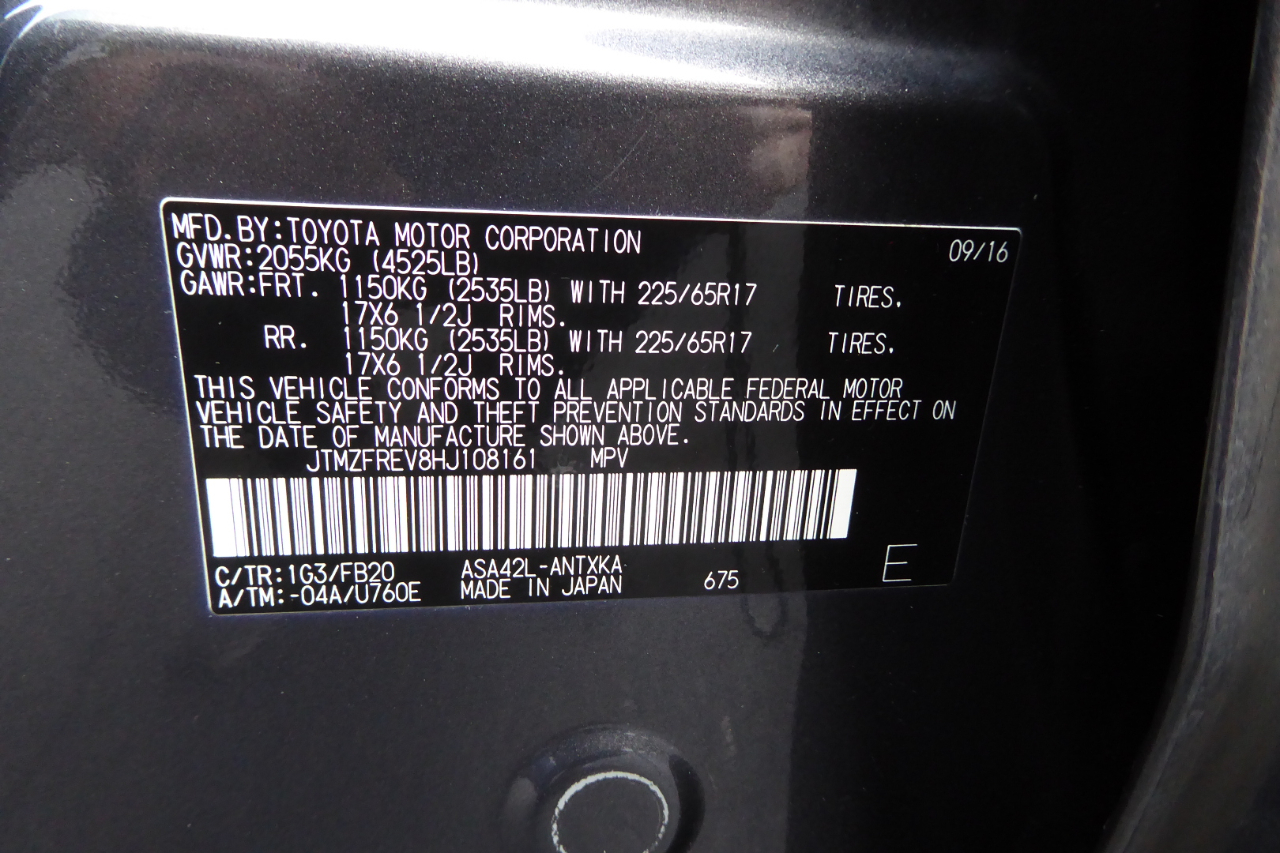 MFD.BY:TOYOTA MOTOR CORPORATION 09/16
GVWR:2055KG (4525LB)
GAWR:FRT. 1150KG (2535LB) WITH 225/65R17 TIRES.
17X6 1/2J RIMS.
RR. 1150KG (2535LB) WITH 225/65R17 TIRES.
17X6 1/2J RIMS.
THIS VEHICLE CONFORMS TO ALL APPLICABLE FEDERAL MOTOR
VEHICLE SAFETY AND THEFT PREVENTION STANDARDS IN EFFECT ON
THE DATE OF MANUFACTURE SHOWN ABOVE.
JTMZFREV8HJ108161 MPV
C/TR:1G3/FB20 ASA42L-ANTXKA 675 E
A/TM:-04A/U760E MADE IN JAPAN